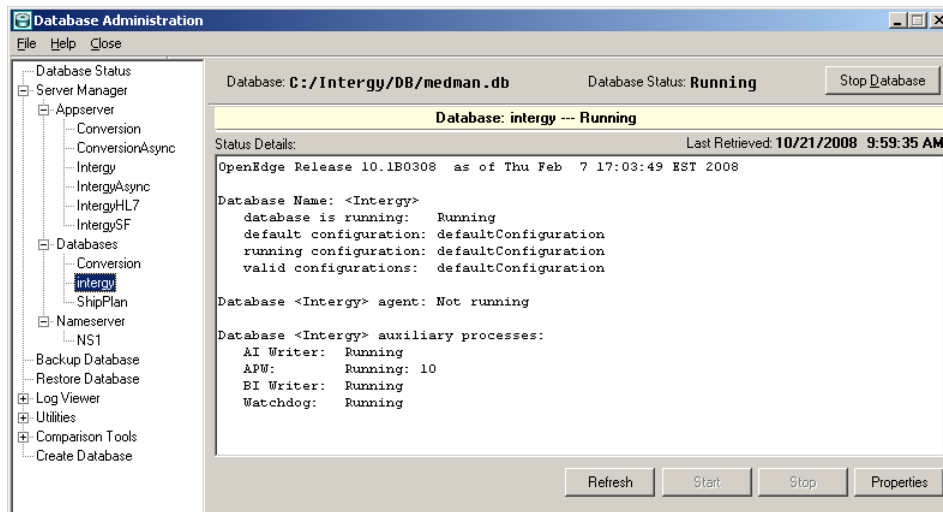 Database Administration
File Help Close
Database Status
Server Manager
Appserver
Conversion
ConversionAsync
Intergy
IntergyAsync
IntergyHL7
IntergySF
Databases
Conversion
intergy
ShipPlan
Nameserver
NS1
Backup Database
Restore Database
Log Viewer
Utilities
Comparison Tools
Create Database
Database: C:/Intergy/DB/medman.db Database Status: Running Stop Database
Database: intergy --- Running
Status Details: Last Retrieved: 10/21/2008 9:59:35 AM
OpenEdge Release 10.1B0308 as of Thu Feb 7 17:03:49 EST 2008
Database Name: <Intergy>
database is running: Running
default configuration: defaultConfiguration
running configuration: defaultConfiguration
valid configurations: defaultConfiguration
Database <Intergy> agent: Not running
Database <Intergy> auxiliary processes:
AI Writer: Running
APW: Running: 10
BI Writer: Running
Watchdog: Running
Refresh Start Stop Properties